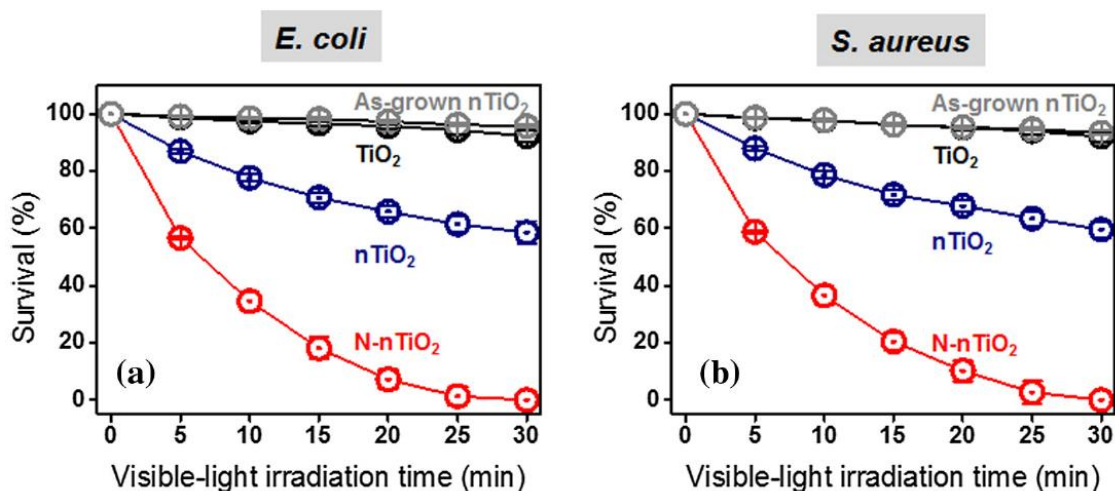 E. coli
Survival (%)
100
80
60
40
20
0
As-grown nTiO₂
TiO₂
nTiO₂
N-nTiO₂
(a)
0 5 10 15 20 25 30
Visible-light irradiation time (min)
S. aureus
Survival (%)
100
80
60
40
20
0
As-grown nTiO₂
TiO₂
nTiO₂
N-nTiO₂
(b)
0 5 10 15 20 25 30
Visible-light irradiation time (min)